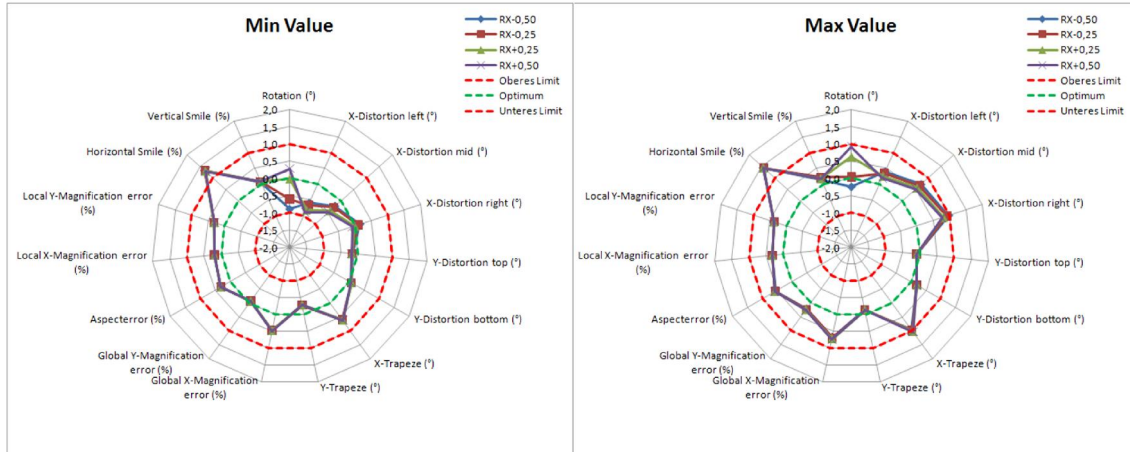 Min Value
RX-0,50
RX-0,25
RX+0,25
RX+0,50
Oberes Limit
Optimum
Unteres Limit
Rotation (°)
X-Distortion left (°)
X-Distortion mid (°)
X-Distortion right (°)
Y-Distortion top (°)
Y-Distortion bottom (°)
X-Trapeze (°)
Y-Trapeze (°)
Global X-Magnification
error (%)
Global Y-Magnification
error (%)
Aspecterror (%)
Local X-Magnification error
(%)
Local Y-Magnification error
(%)
Horizontal Smile (%)
Vertical Smile (%)
2,0
1,5
1,0
0,5
0,0
-0,5
-1,0
-1,5
-2,0
Max Value
RX-0,50
RX-0,25
RX+0,25
RX+0,50
Oberes Limit
Optimum
Unteres Limit
Rotation (°)
X-Distortion left (°)
X-Distortion mid (°)
X-Distortion right (°)
Y-Distortion top (°)
Y-Distortion bottom (°)
X-Trapeze (°)
Y-Trapeze (°)
Global X-Magnification
error (%)
Global Y-Magnification
error (%)
Aspecterror (%)
Local X-Magnification error
(%)
Local Y-Magnification error
(%)
Horizontal Smile (%)
Vertical Smile (%)
2,0
1,5
1,0
0,5
0,0
-0,5
-1,0
-1,5
-2,0